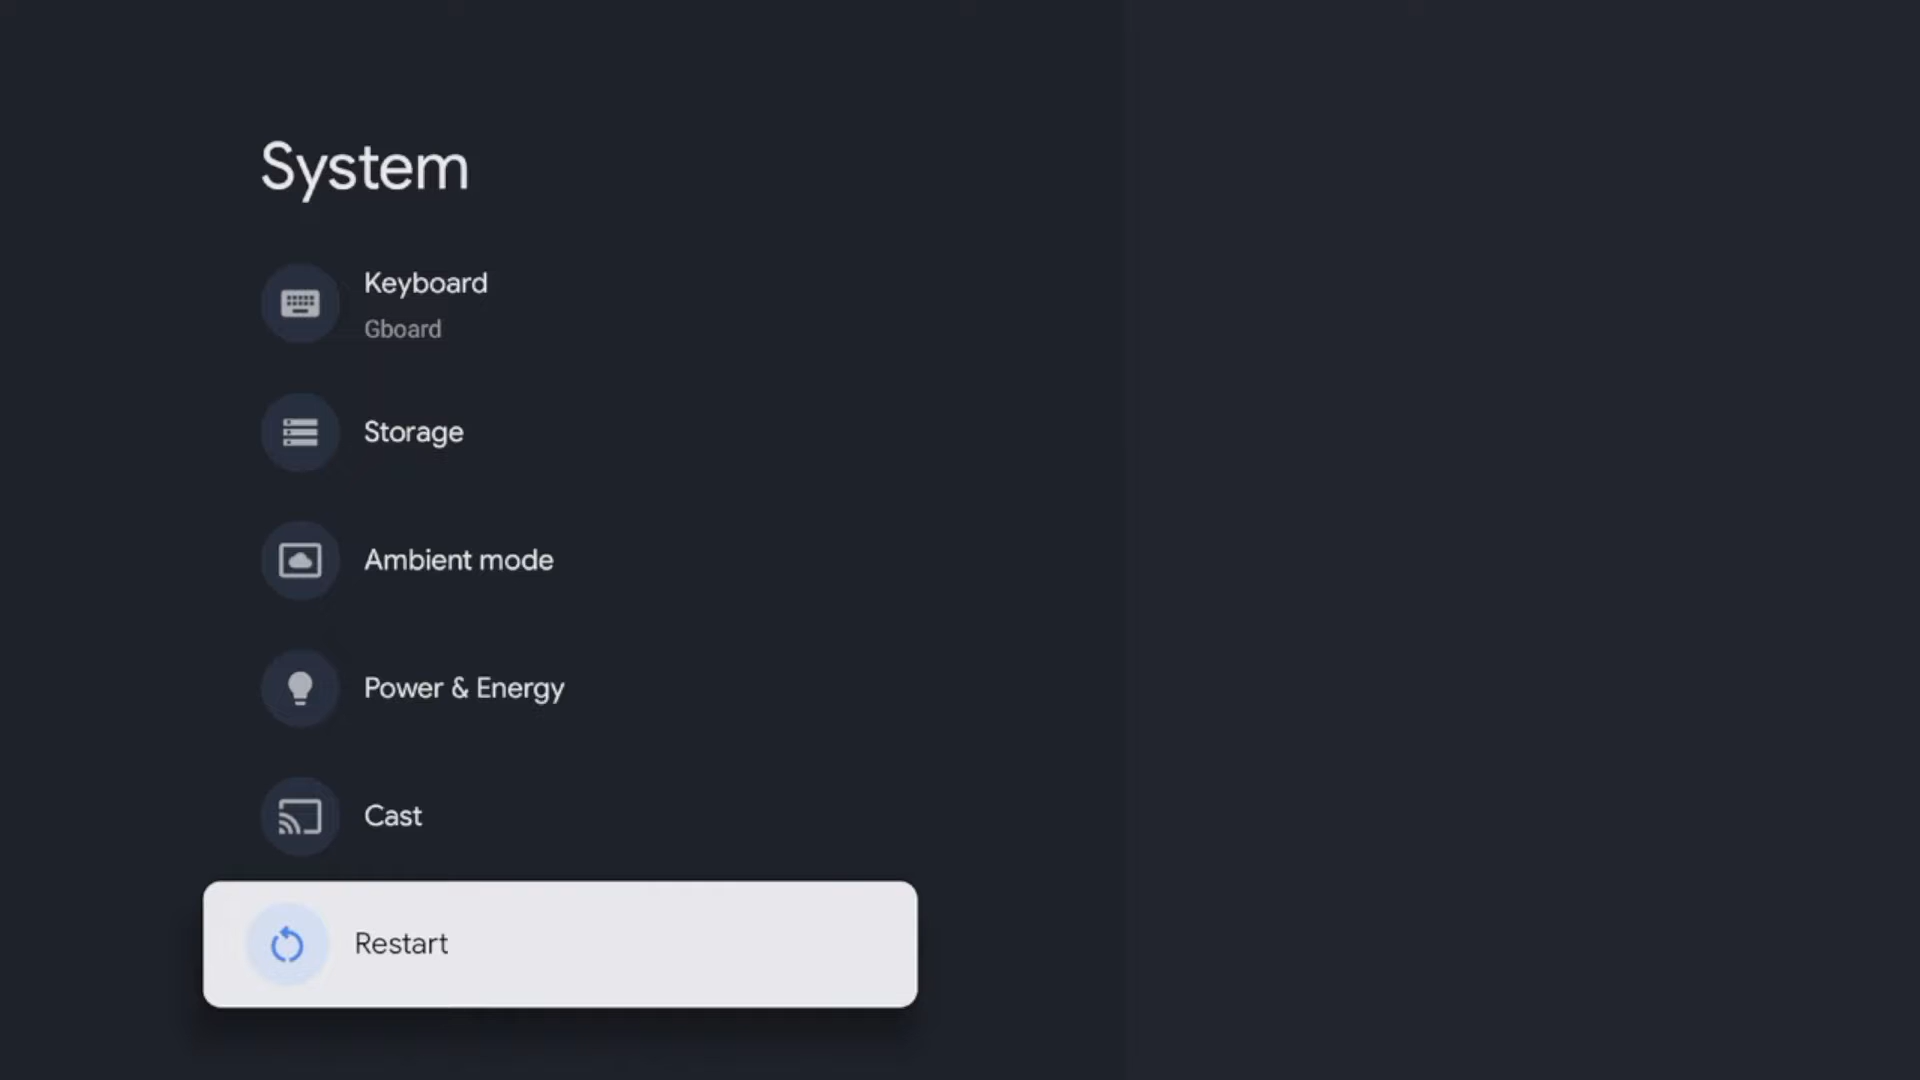 System
Keyboard
Gboard
Storage
Ambient mode
Power & Energy
Cast
Restart